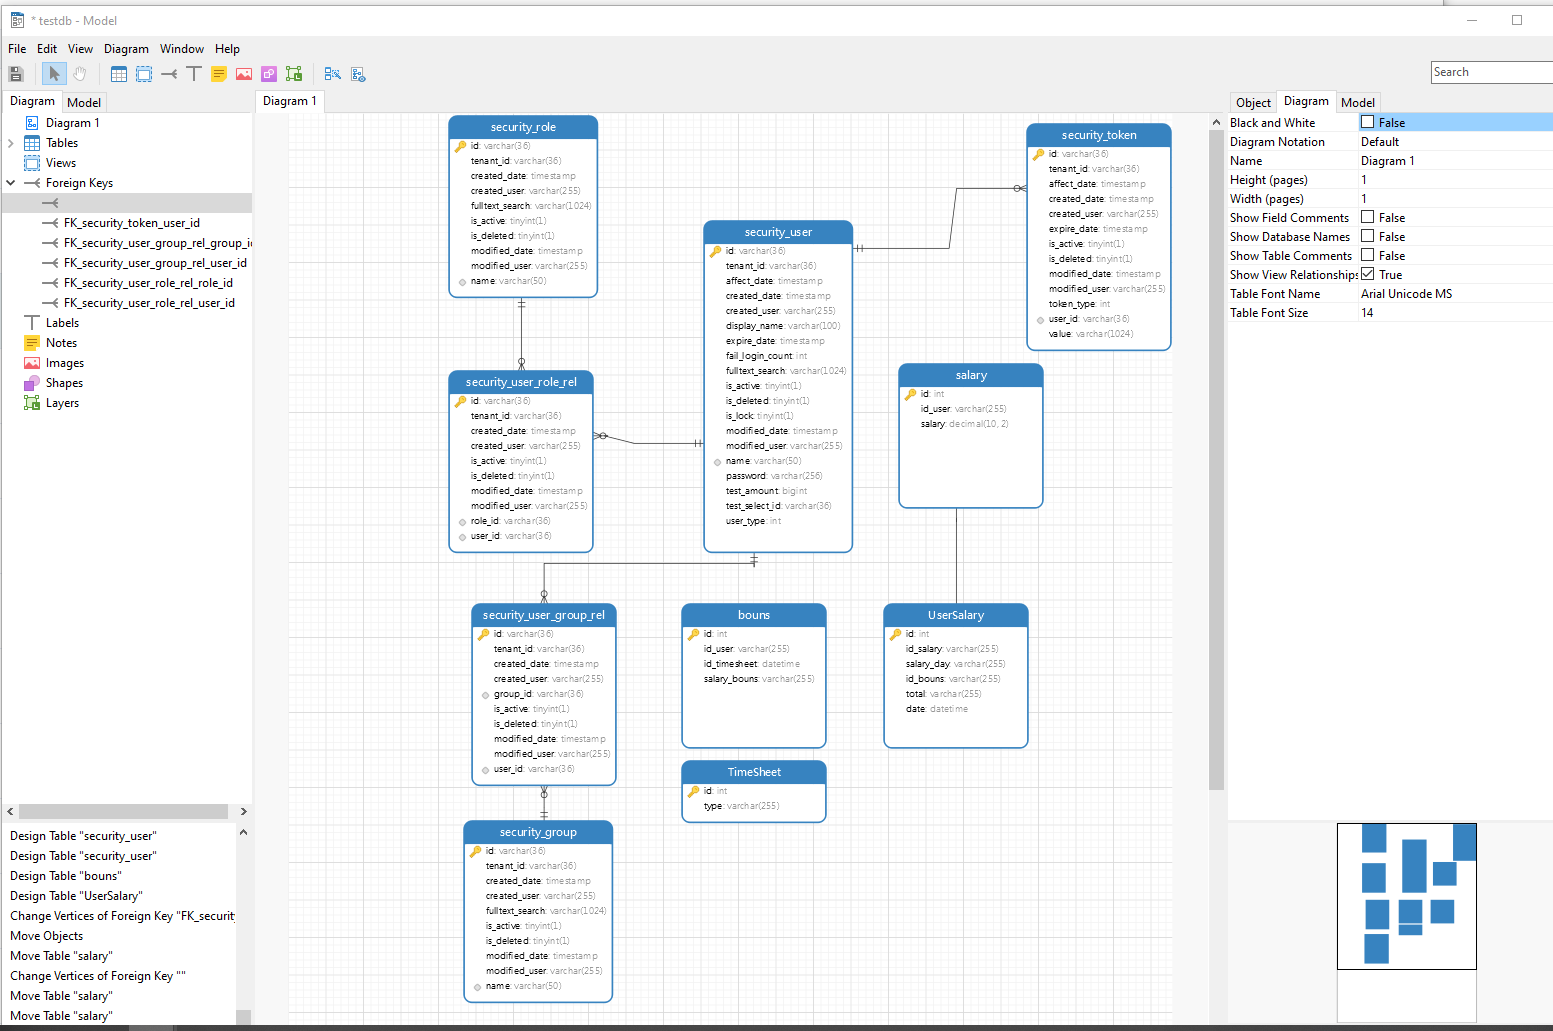 * testdb - Model
File Edit View Diagram Window Help
Search
Diagram Model
Diagram 1
Tables
Views
Foreign Keys
FK_security_token_user_id
FK_security_user_group_rel_group_i
FK_security_user_group_rel_user_id
FK_security_user_role_rel_role_id
FK_security_user_role_rel_user_id
Labels
Notes
Images
Shapes
Layers
Design Table "security_user"
Design Table "security_user"
Design Table "bouns"
Design Table "UserSalary"
Change Vertices of Foreign Key "FK_securit
Move Objects
Move Table "salary"
Change Vertices of Foreign Key ""
Move Table "salary"
Move Table "salary"
Diagram 1
security_role
id: varchar(36)
tenant_id: varchar(36)
created_date: timestamp
created_user: varchar(255)
fulltext_search: varchar(1024)
is_active: tinyint(1)
is_deleted: tinyint(1)
modified_date: timestamp
modified_user: varchar(255)
name: varchar(50)
security_user_role_rel
id: varchar(36)
tenant_id: varchar(36)
created_date: timestamp
created_user: varchar(255)
is_active: tinyint(1)
is_deleted: tinyint(1)
modified_date: timestamp
modified_user: varchar(255)
role_id: varchar(36)
user_id: varchar(36)
security_user
id: varchar(36)
tenant_id: varchar(36)
affect_date: timestamp
created_date: timestamp
created_user: varchar(255)
display_name: varchar(100)
expire_date: timestamp
fail_login_count: int
fulltext_search: varchar(1024)
is_active: tinyint(1)
is_deleted: tinyint(1)
is_lock: tinyint(1)
modified_date: timestamp
modified_user: varchar(255)
name: varchar(50)
password: varchar(256)
test_amount: bigint
test_select_id: varchar(36)
user_type: int
security_token
id: varchar(36)
tenant_id: varchar(36)
affect_date: timestamp
created_date: timestamp
created_user: varchar(255)
expire_date: timestamp
is_active: tinyint(1)
is_deleted: tinyint(1)
modified_date: timestamp
modified_user: varchar(255)
token_type: int
user_id: varchar(36)
value: varchar(1024)
salary
id: int
id_user: varchar(255)
salary: decimal(10, 2)
security_user_group_rel
id: varchar(36)
tenant_id: varchar(36)
created_date: timestamp
created_user: varchar(255)
group_id: varchar(36)
is_active: tinyint(1)
is_deleted: tinyint(1)
modified_date: timestamp
modified_user: varchar(255)
user_id: varchar(36)
bouns
id: int
id_user: varchar(255)
id_timesheet: datetime
salary_bouns: varchar(255)
UserSalary
id: int
id_salary: varchar(255)
salary_day: varchar(255)
id_bouns: varchar(255)
total: varchar(255)
date: datetime
TimeSheet
id: int
type: varchar(255)
security_group
id: varchar(36)
tenant_id: varchar(36)
created_date: timestamp
created_user: varchar(255)
fulltext_search: varchar(1024)
is_active: tinyint(1)
is_deleted: tinyint(1)
modified_date: timestamp
modified_user: varchar(255)
name: varchar(50)
Object Diagram Model
Black and White False
Diagram Notation Default
Name Diagram 1
Height (pages) 1
Width (pages) 1
Show Field Comments False
Show Database Names False
Show Table Comments False
Show View Relationships True
Table Font Name Arial Unicode MS
Table Font Size 14